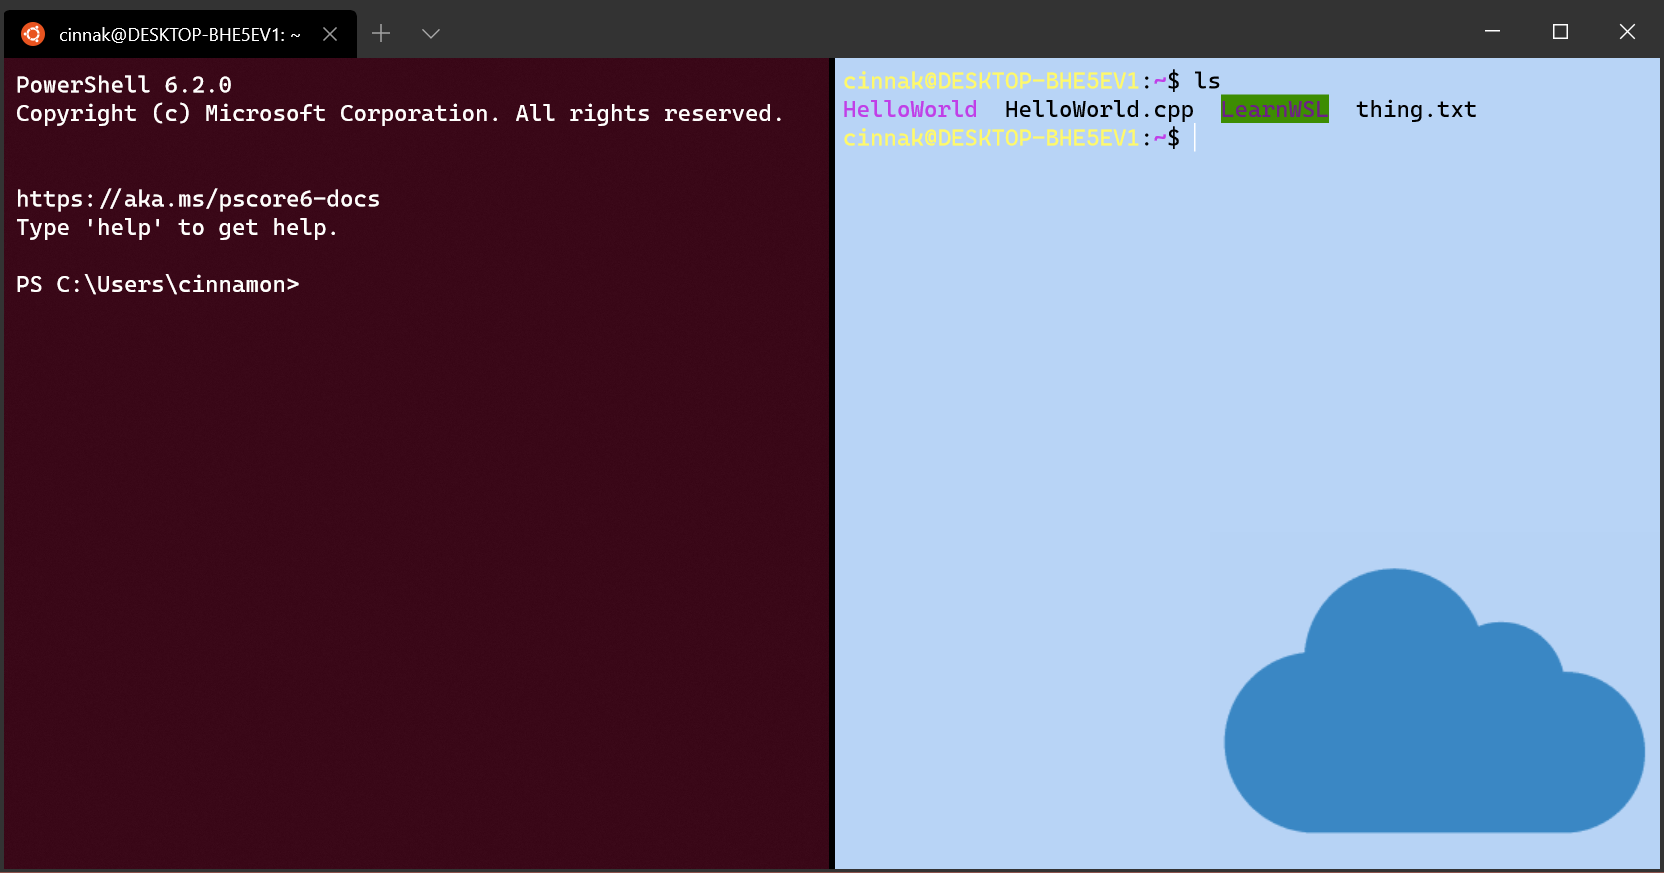 cinnak@DESKTOP-BHE5EV1: ~
PowerShell 6.2.0
Copyright (c) Microsoft Corporation. All rights reserved.
https://aka.ms/pscore6-docs
Type 'help' to get help.
PS C:\Users\cinnamon>
cinnak@DESKTOP-BHE5EV1:~$ ls
HelloWorld HelloWorld.cpp LearnWSL thing.txt
cinnak@DESKTOP-BHE5EV1:~$